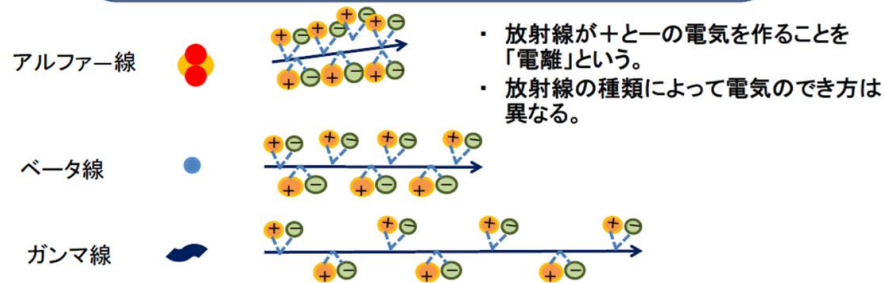 アルファー線
・ 放射線が＋とーの電気を作ることを
「電離」という。
・ 放射線の種類によって電気のでき方は
異なる。
ベータ線
ガンマ線